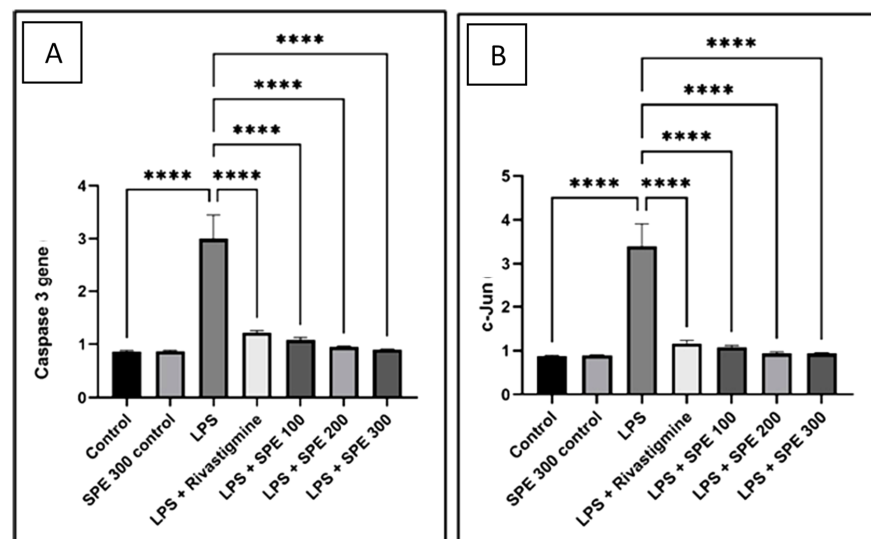 A
****
****
****
**** ****
4
3
2
1
0
Caspase 3 gene
Control
SPE 300 control
LPS
LPS + Rivastigmine
LPS + SPE 100
LPS + SPE 200
LPS + SPE 300
B
****
****
****
**** ****
5
4
3
2
1
0
c-Jun
Control
SPE 300 control
LPS
LPS + Rivastigmine
LPS + SPE 100
LPS + SPE 200
LPS + SPE 300